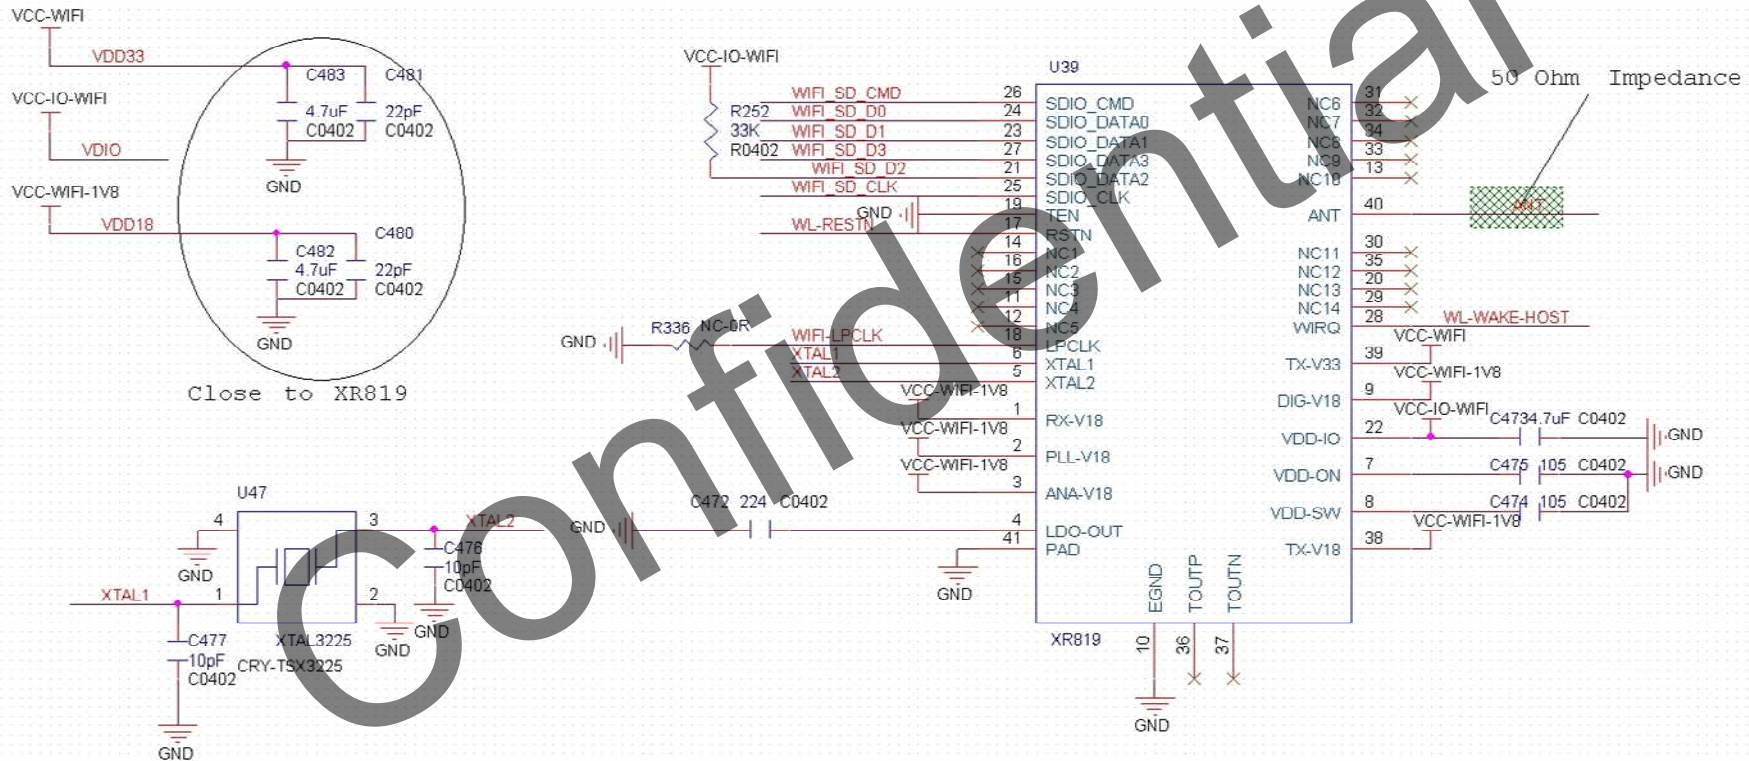 VCC-WIFI
VDD33
C483 C481
4.7uF 22pF
C0402 C0402
GND
VCC-IO-WIFI
VDIO
VCC-WIFI-1V8
VDD18
C480
C482
4.7uF 22pF
C0402 C0402
GND
Close to XR819
U47
4
3
XTAL2
GND
XTAL1
1
2
C476
10pF
C0402
GND
GND
C477
10pF
C0402
XTAL3225
CRY-TSX3225
GND
VCC-IO-WIFI
R252
33K
R0402
WIFI_SD_CMD
WIFI_SD_D0
WIFI_SD_D1
WIFI_SD_D3
WIFI_SD_D2
WIFI_SD_CLK
GND
WL-RESTN
GND
R336 NC-0R
WIFI-LPCLK
XTAL1
XTAL2
VCC-WIFI-1V8
VCC-WIFI-1V8
VCC-WIFI-1V8
GND
C472 224 C0402
GND
U39
26 SDIO_CMD
24 SDIO_DATA0
23 SDIO_DATA1
27 SDIO_DATA3
21 SDIO_DATA2
25 SDIO_CLK
19 TEN
17 RSTN
14 NC1
16 NC2
15 NC3
11 NC4
12 NC5
18 LPCLK
6 XTAL1
5 XTAL2
1 RX-V18
2 PLL-V18
3 ANA-V18
4 LDO-OUT
41 PAD
NC6 31
NC7 32
NC8 34
NC9 33
NC10 13
ANT 40
NC11 30
NC12 35
NC13 20
NC14 29
WIRQ 28
TX-V33 39
DIG-V18 9
VDD-IO 22
VDD-ON 7
VDD-SW 8
TX-V18 38
EGND
TOUTP
TOUTN
XR819
10
36
37
GND
50 Ohm Impedance
ANT
WL-WAKE-HOST
VCC-WIFI
VCC-WIFI-1V8
VCC-IO-WIFI
C473 4.7uF C0402
GND
C475 105 C0402
GND
C474 105 C0402
VCC-WIFI-1V8
Confidential